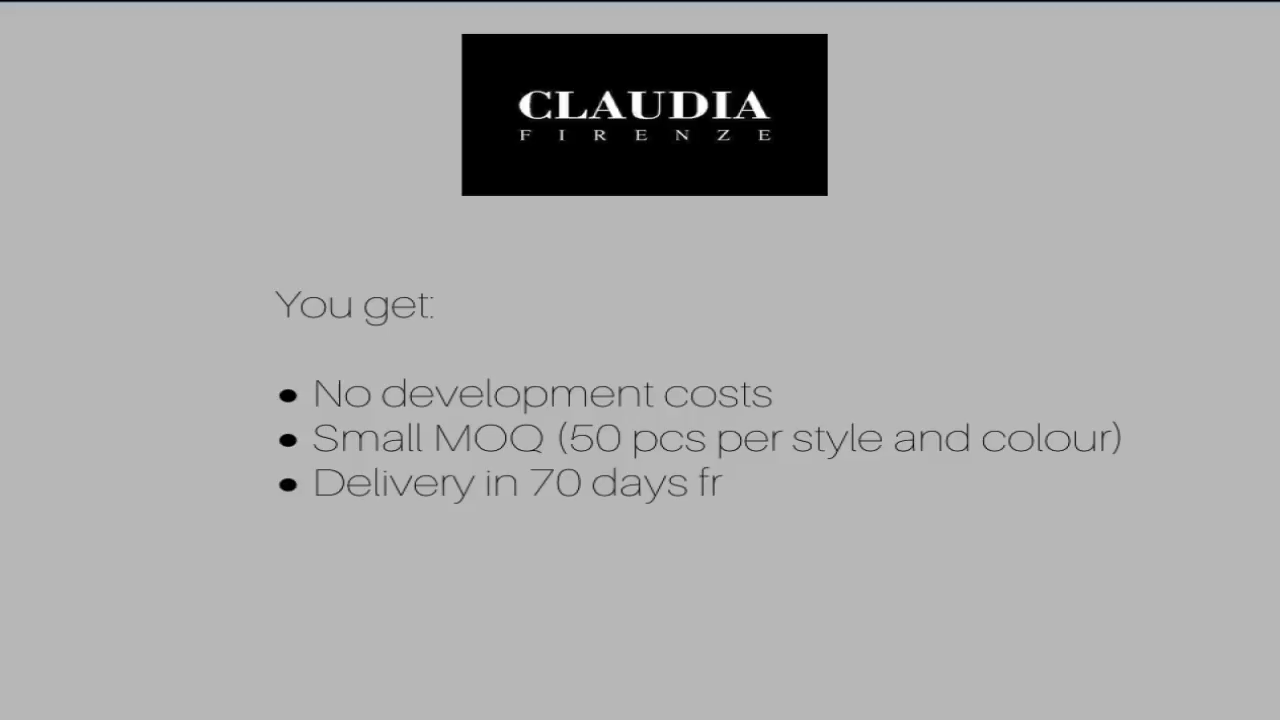 CLAUDIA
FIRENZE
You get:
• No development costs
• Small MOQ (50 pcs per style and colour)
• Delivery in 70 days fr